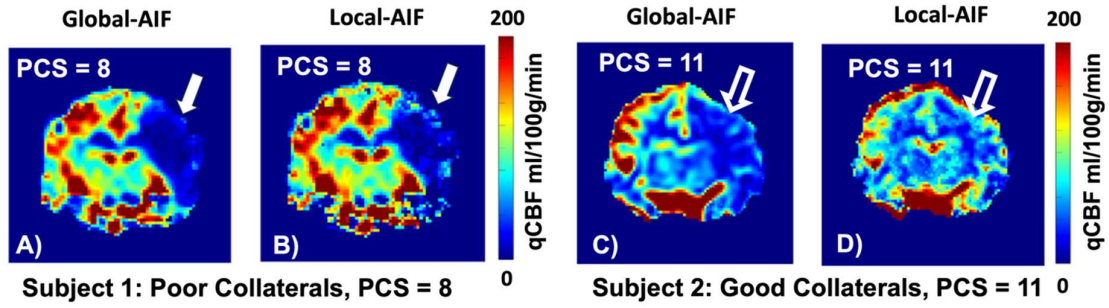 Global-AIF
Local-AIF
200
Global-AIF
Local-AIF
200
PCS = 8
PCS = 8
PCS = 11
PCS = 11
qCBF ml/100g/min
qCBF ml/100g/min
A)
B)
C)
D)
0
0
Subject 1: Poor Collaterals, PCS = 8
Subject 2: Good Collaterals, PCS = 11